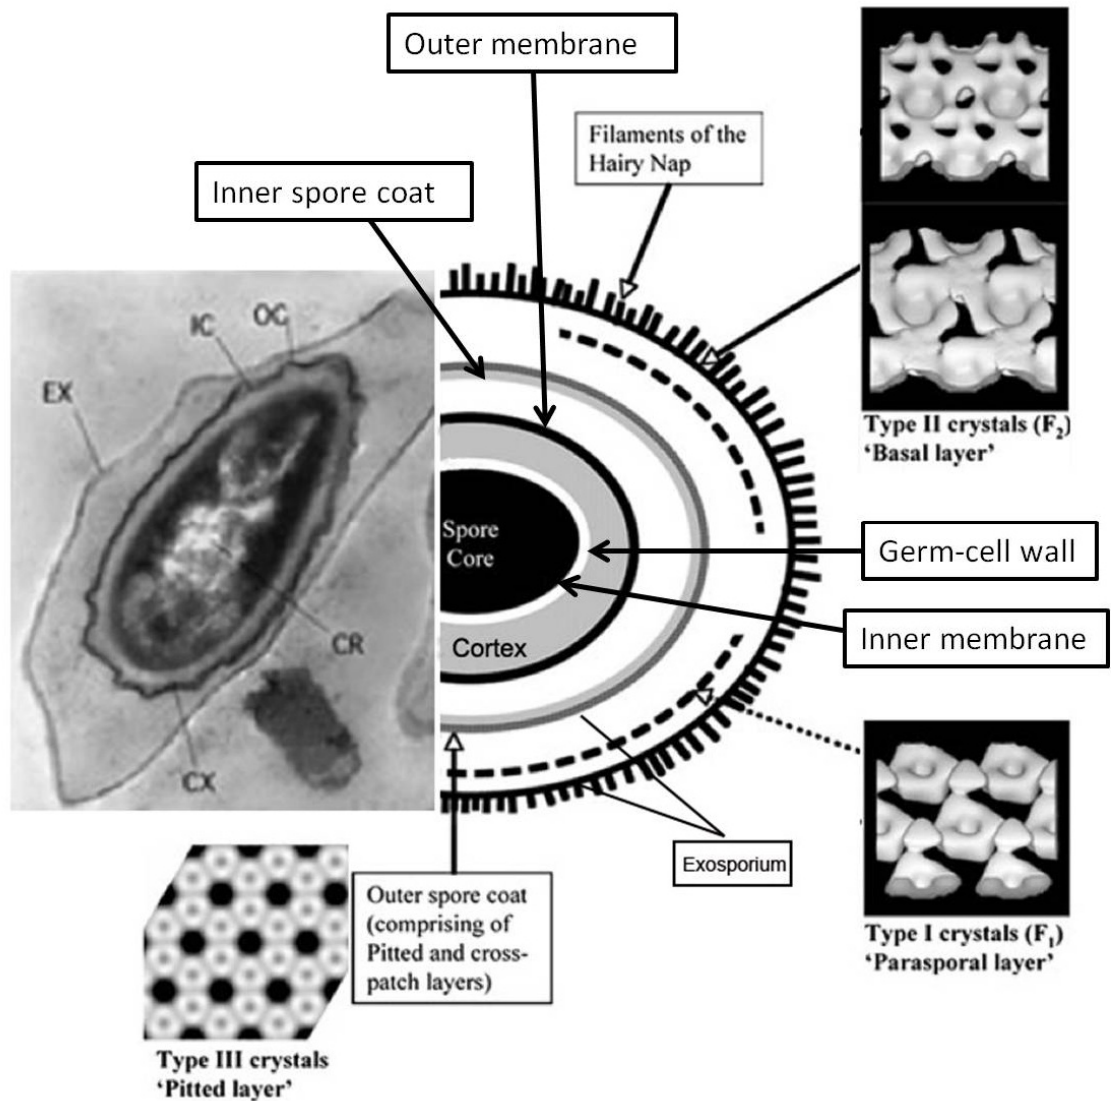 Outer membrane
Filaments of the
Hairy Nap
Inner spore coat
IC
OC
EX
CR
CX
Spore
Core
Cortex
Type II crystals (F₂)
‘Basal layer’
Germ-cell wall
Inner membrane
Exosporium
Type I crystals (F₁)
‘Parasporal layer’
Outer spore coat
(comprising of
Pitted and cross-
patch layers)
Type III crystals
‘Pitted layer’